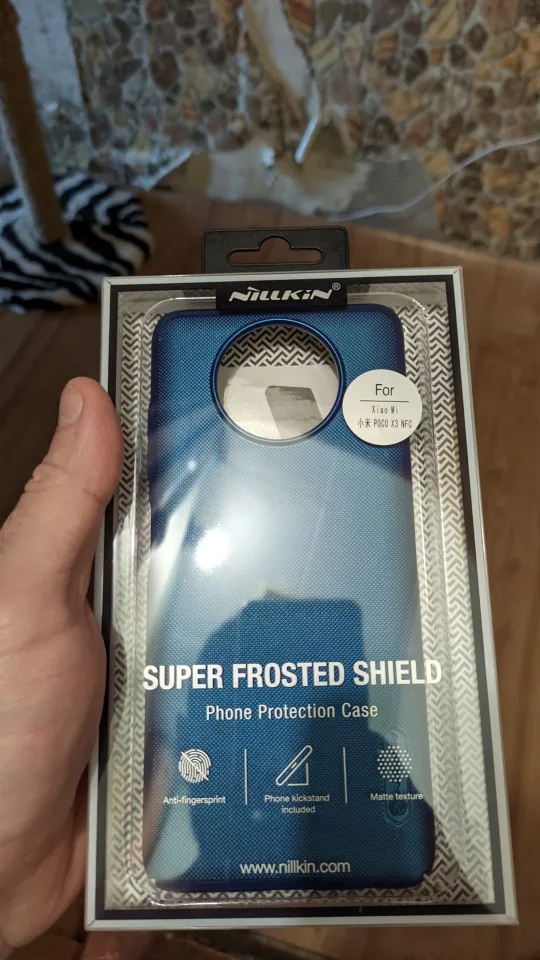 NILLKIN®
For
Xiao Mi
小米 POCO X3 NFC
SUPER FROSTED SHIELD
Phone Protection Case
Anti-fingersprint
Phone kickstand
included
Matte texture
www.nillkin.com